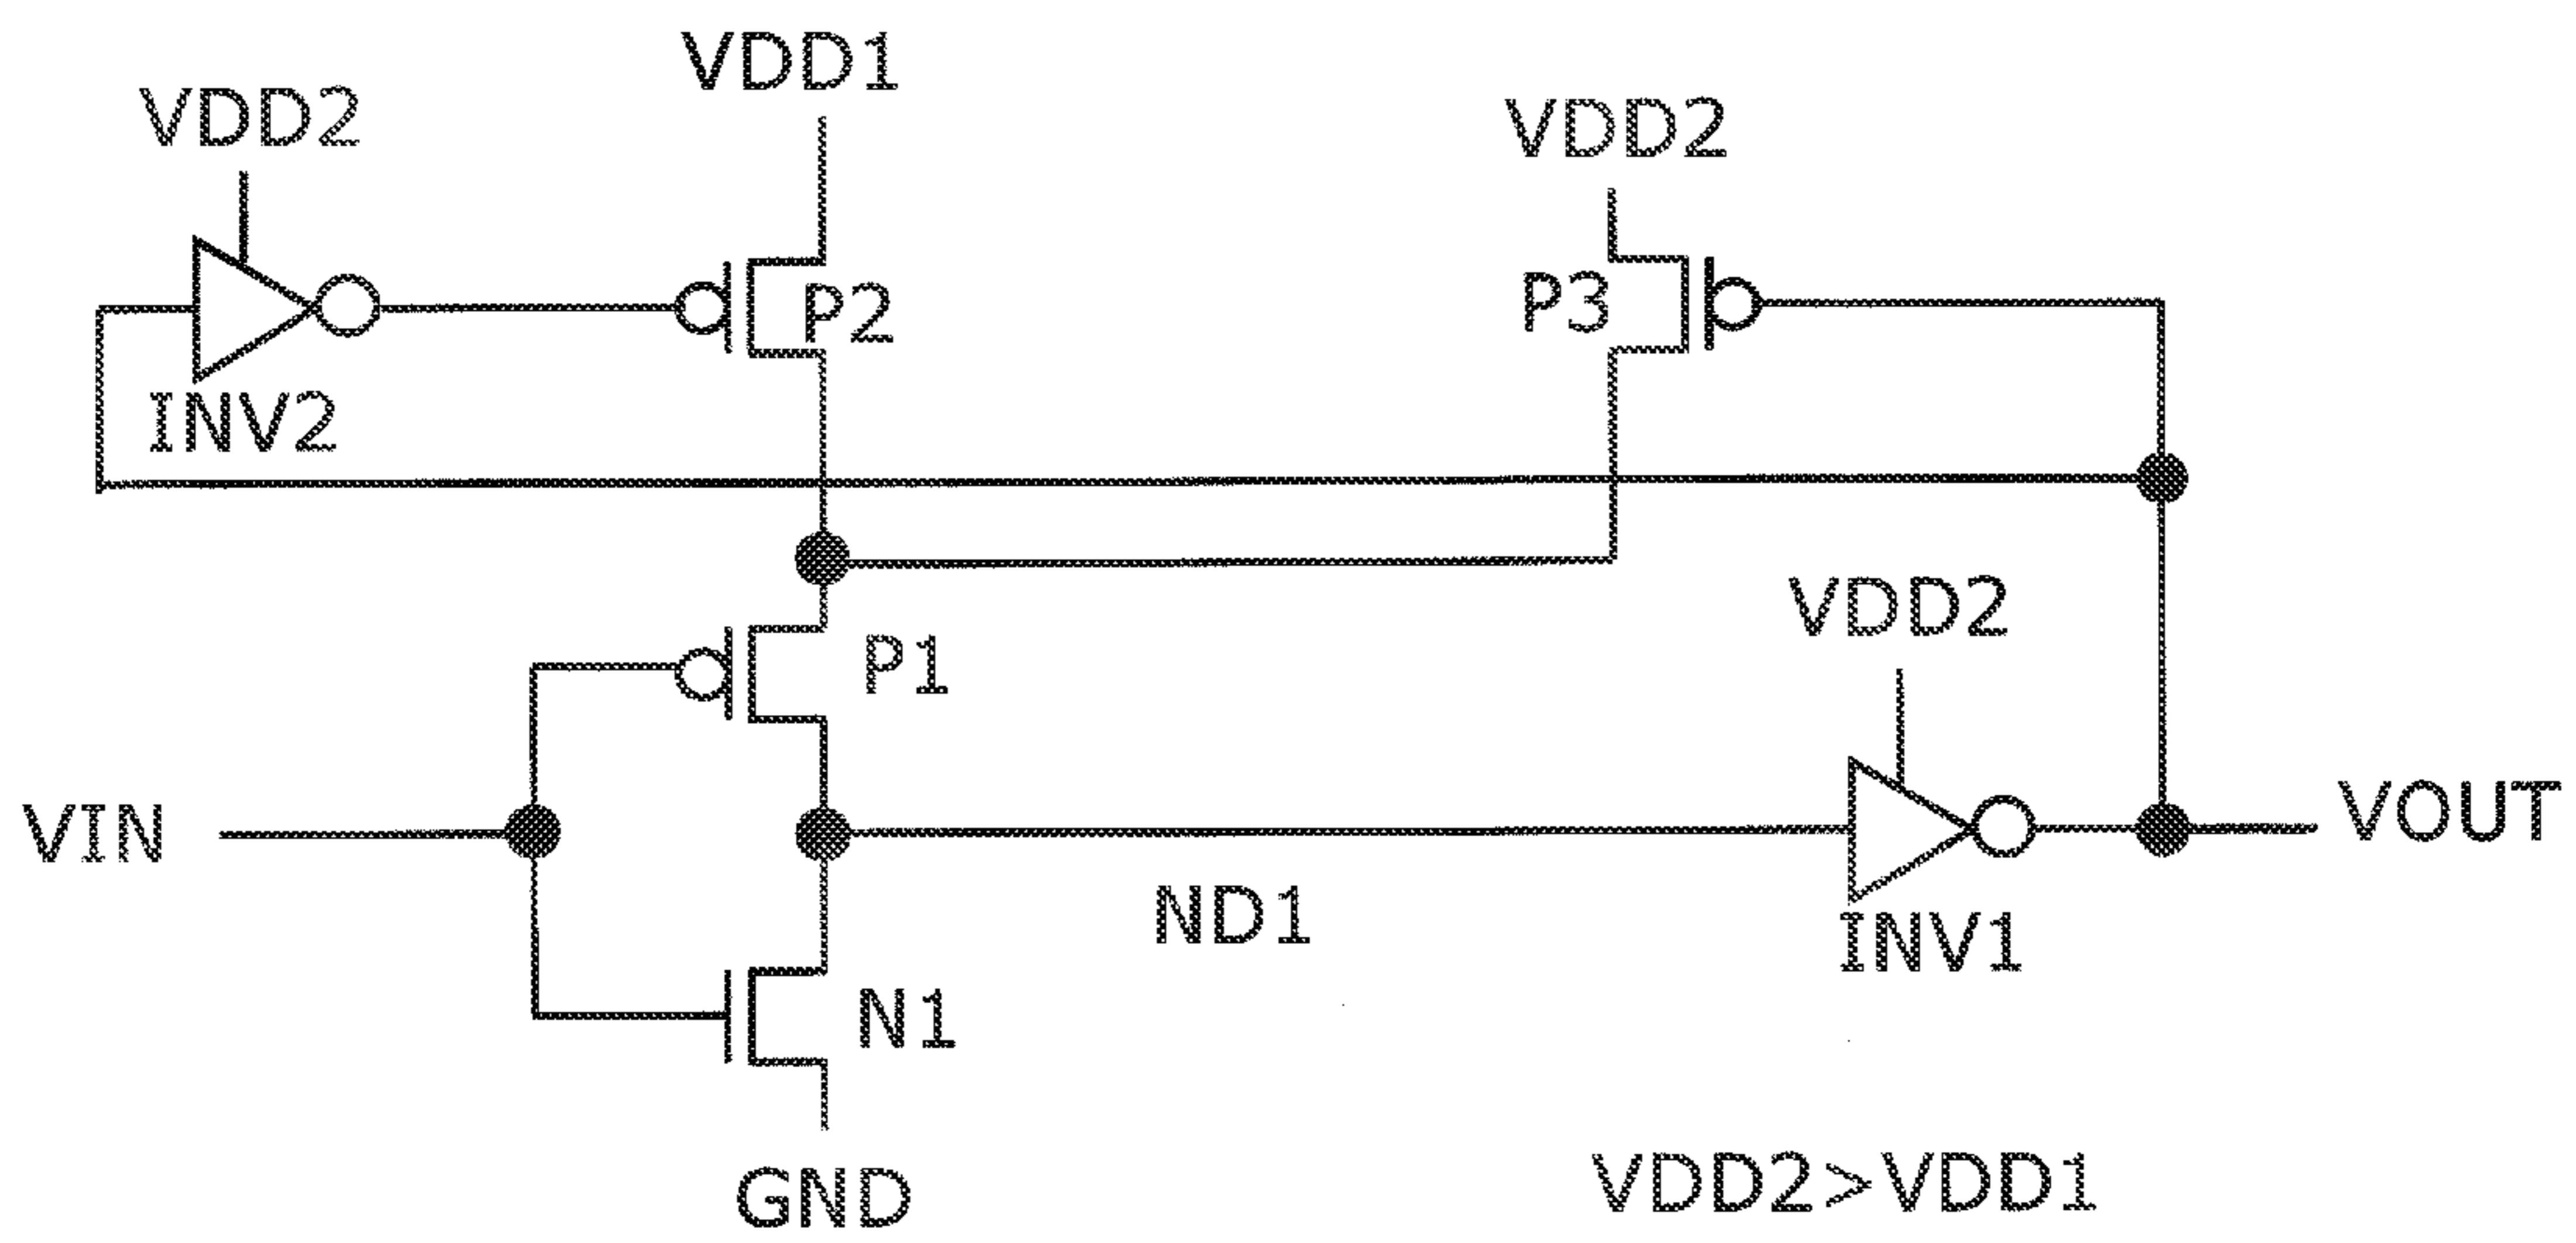 VDD1
VDD2
VDD2
P2
P3
INV2
VDD2
P1
VIN
VOUT
ND1
INV1
N1
GND
VDD2>VDD1